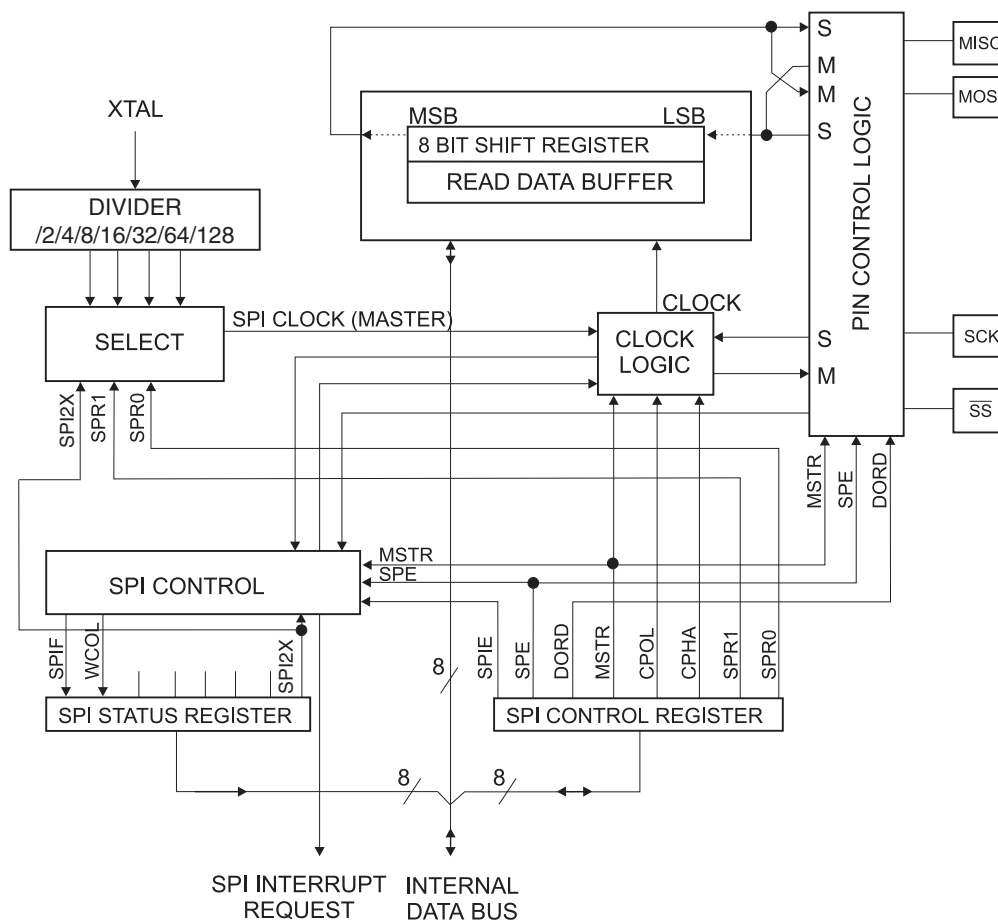 S
MISO
M
XTAL
MSB
LSB
M
MOSI
8 BIT SHIFT REGISTER
S
READ DATA BUFFER
DIVIDER
/2/4/8/16/32/64/128
PIN CONTROL LOGIC
CLOCK
SPI CLOCK (MASTER)
SELECT
CLOCK
LOGIC
S
SCK
M
SPI2X
SPR1
SPR0
SS
MSTR
SPE
DORD
MSTR
SPE
SPI CONTROL
SPIF
WCOL
SPI2X
8
SPIE
SPE
DORD
MSTR
CPOL
CPHA
SPR1
SPR0
SPI STATUS REGISTER
SPI CONTROL REGISTER
8
8
SPI INTERRUPT
REQUEST
INTERNAL
DATA BUS